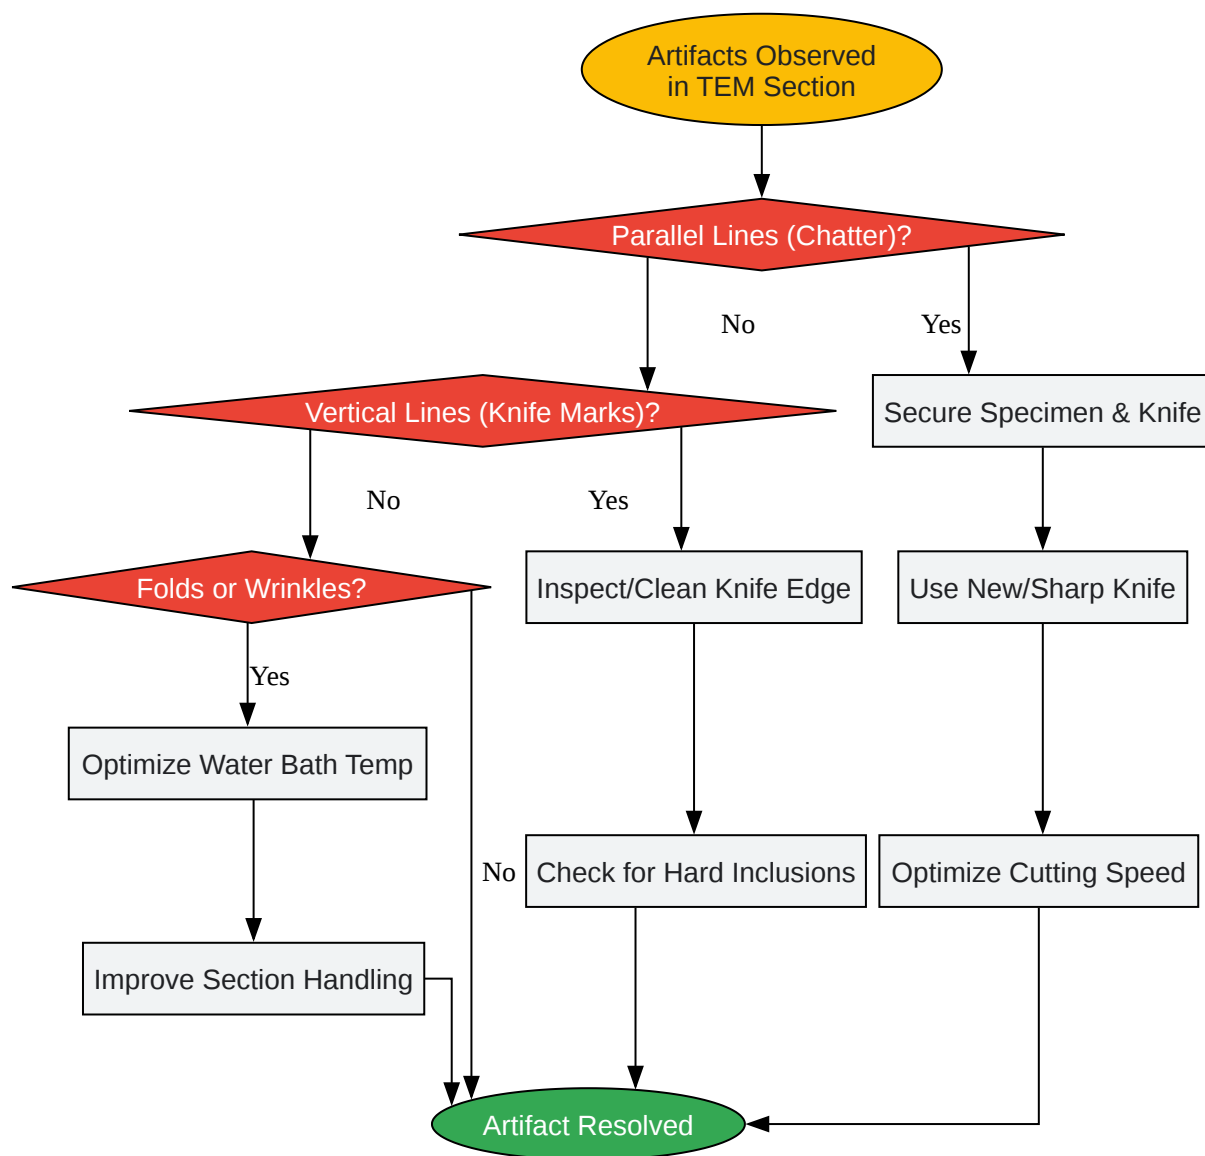 Artifacts Observed
in TEM Section
Parallel Lines (Chatter)?
No
Yes
Vertical Lines (Knife Marks)?
Secure Specimen & Knife
No
Yes
Folds or Wrinkles?
Inspect/Clean Knife Edge
Use New/Sharp Knife
Yes
Optimize Water Bath Temp
No
Check for Hard Inclusions
Optimize Cutting Speed
Improve Section Handling
Artifact Resolved